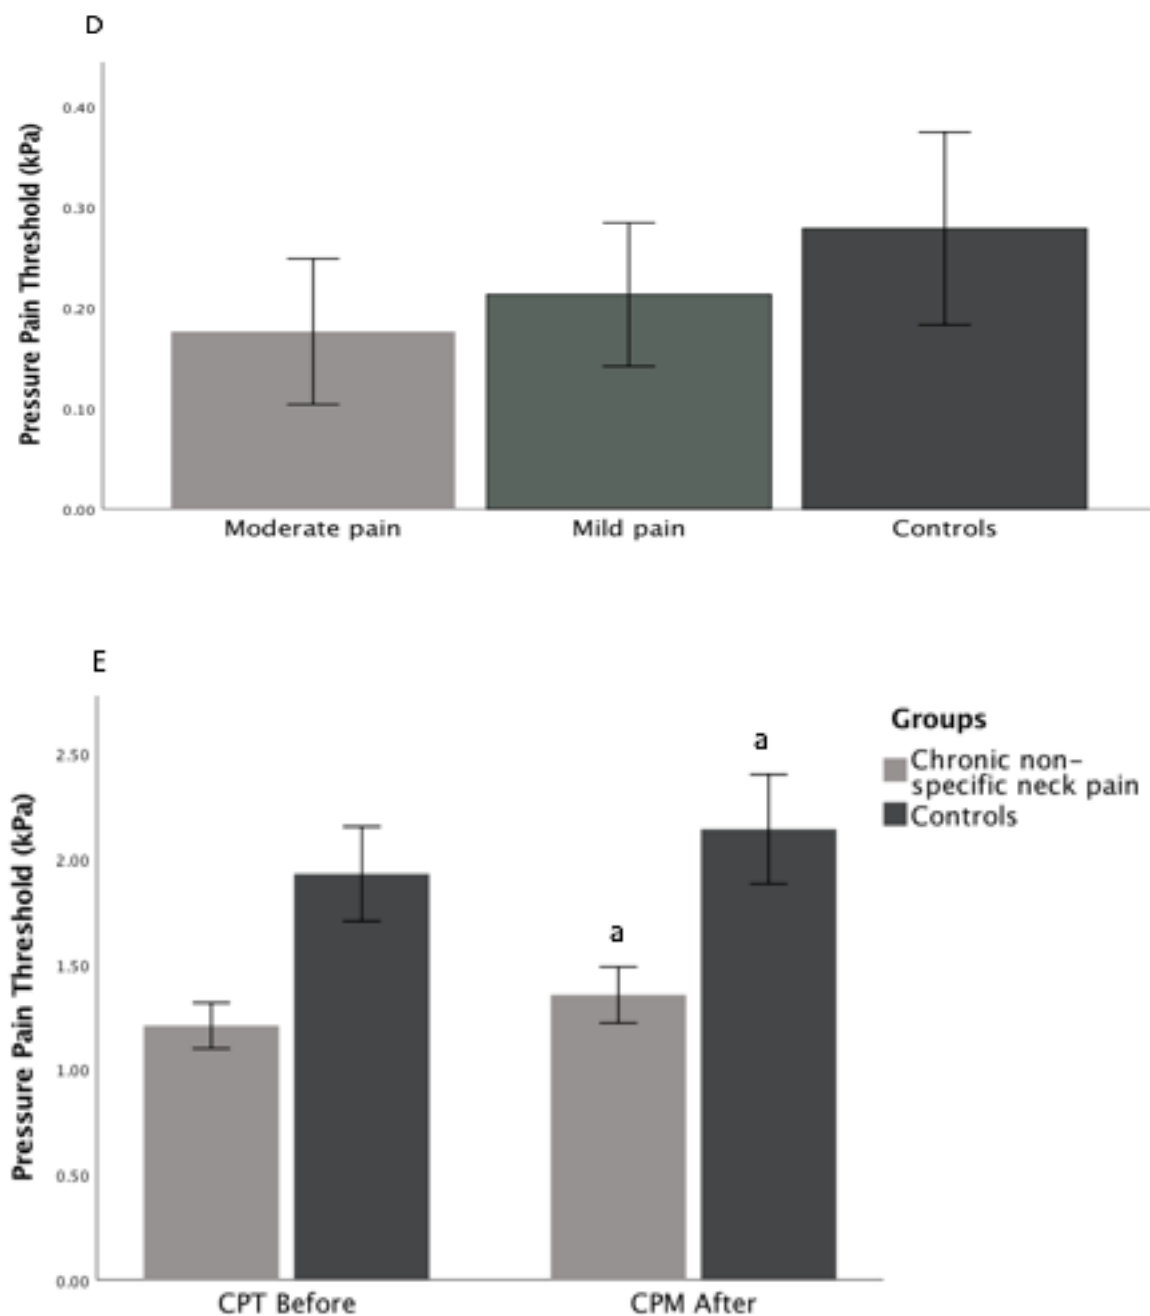 D
Pressure Pain Threshold (kPa)
0.40
0.30
0.20
0.10
0.00
Moderate pain
Mild pain
Controls
E
Pressure Pain Threshold (kPa)
2.50
2.00
1.50
1.00
0.50
0.00
a
a
CPT Before
CPM After
Groups
Chronic non-
specific neck pain
Controls